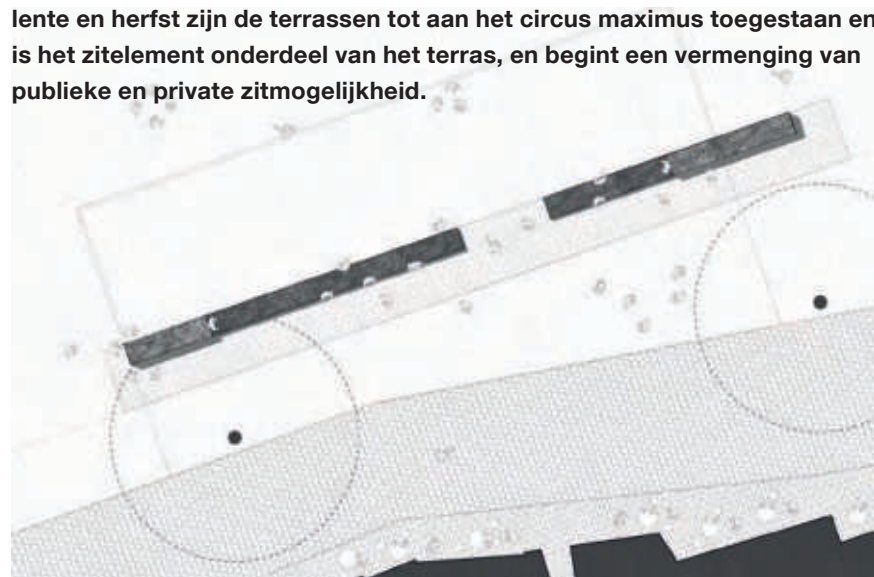 lente en herfst zijn de terrassen tot aan het circus maximus toegestaan en
is het zitelement onderdeel van het terras, en begint een vermenging van
publieke en private zitmogelijkheid.